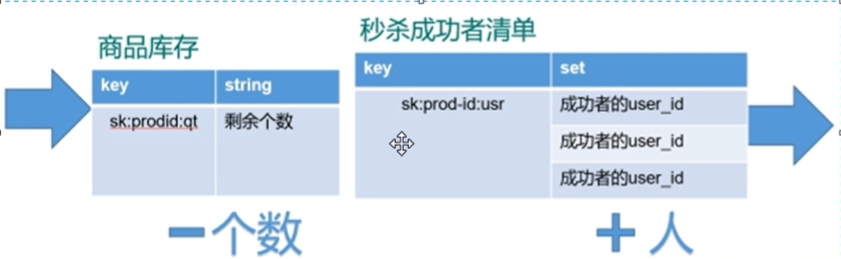 商品库存
key string
sk:prodid:qt 剩余个数
－个数
秒杀成功者清单
key set
sk:prod-id:usr 成功者的user_id
成功者的user_id
成功者的user_id
＋人